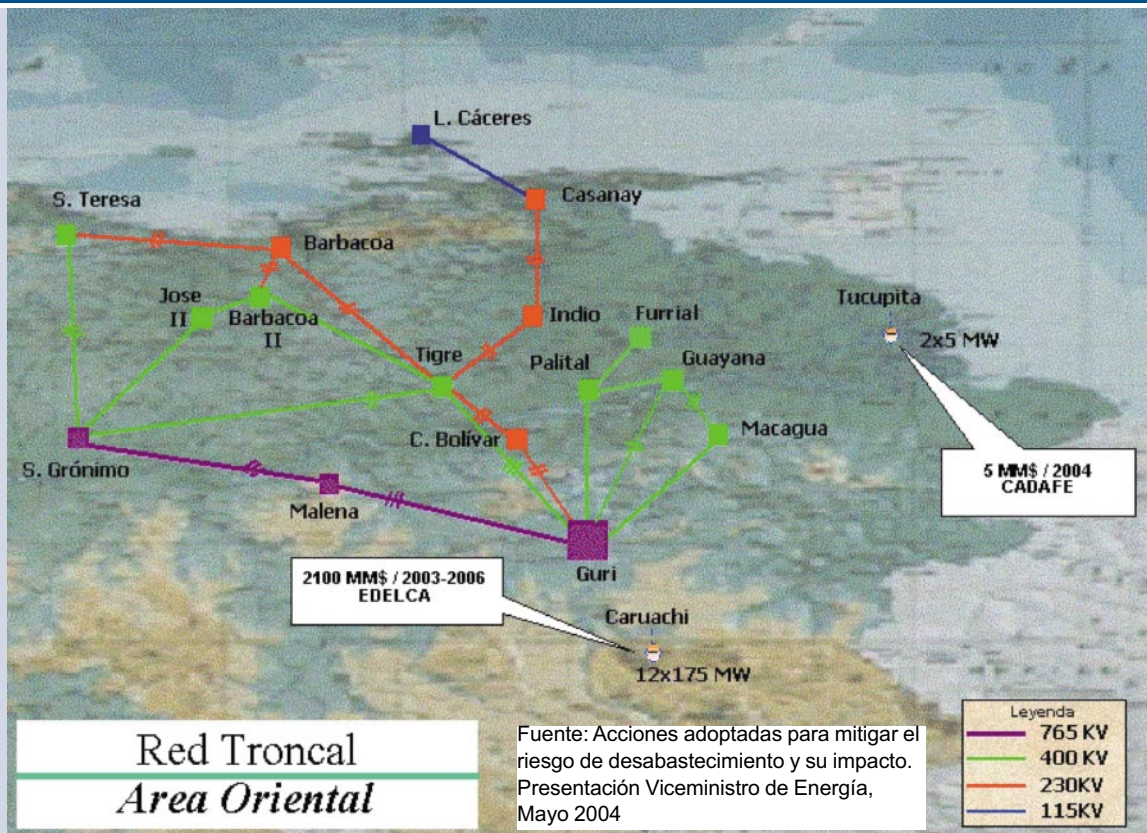 L. Cáceres
Casanay
S. Teresa
Barbacoa
Jose
II
Barbacoa
II
Indio
Furrial
Tucupita
2x5 MW
Tigre
Palital
Guayana
C. Bolívar
Macagua
S. Grónimo
Malena
5 MM$ / 2004
CADAFE
Guri
2100 MM$ / 2003-2006
EDELCA
Caruachi
12x175 MW
Red Troncal
Area Oriental
Fuente: Acciones adoptadas para mitigar el
riesgo de desabastecimiento y su impacto.
Presentación Viceministro de Energía,
Mayo 2004
Leyenda
765 KV
400 KV
230KV
115KV